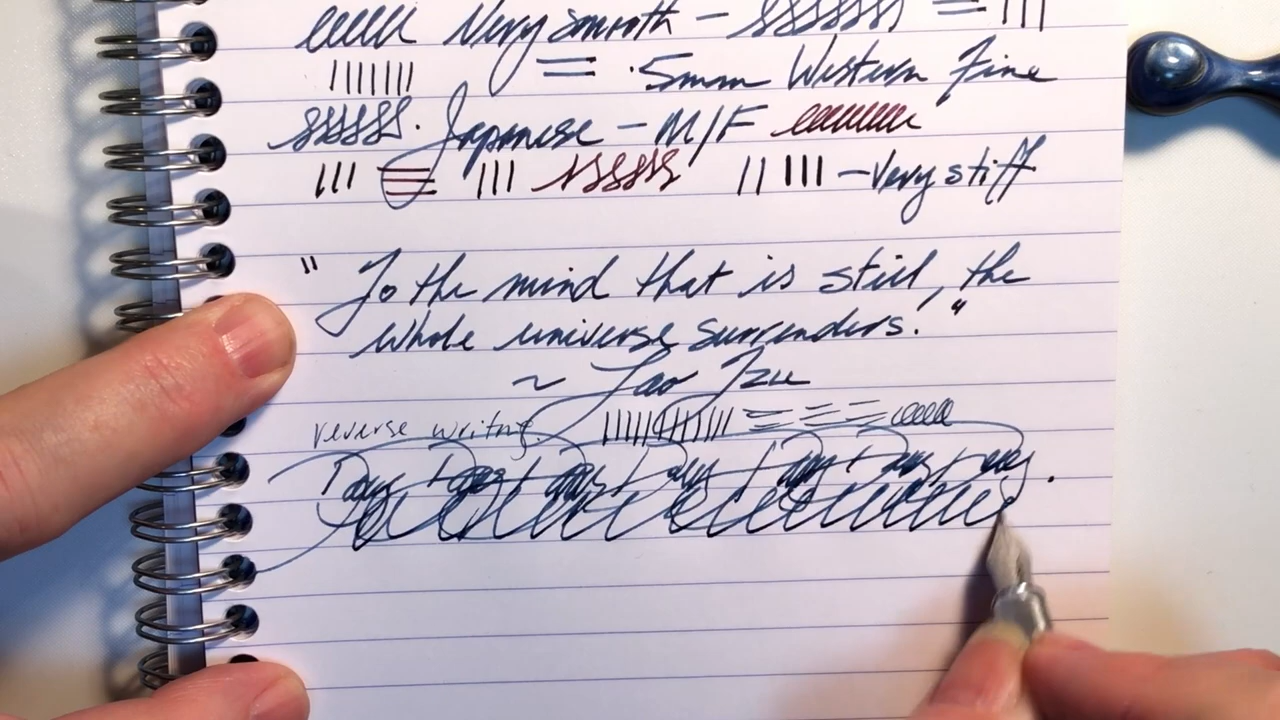 Very smooth -
.5mm Western Fine
Japanese - M/F
- Very stiff
" To the mind that is still, the
whole universe surrenders."
~ Lao Tzu
reverse writing.